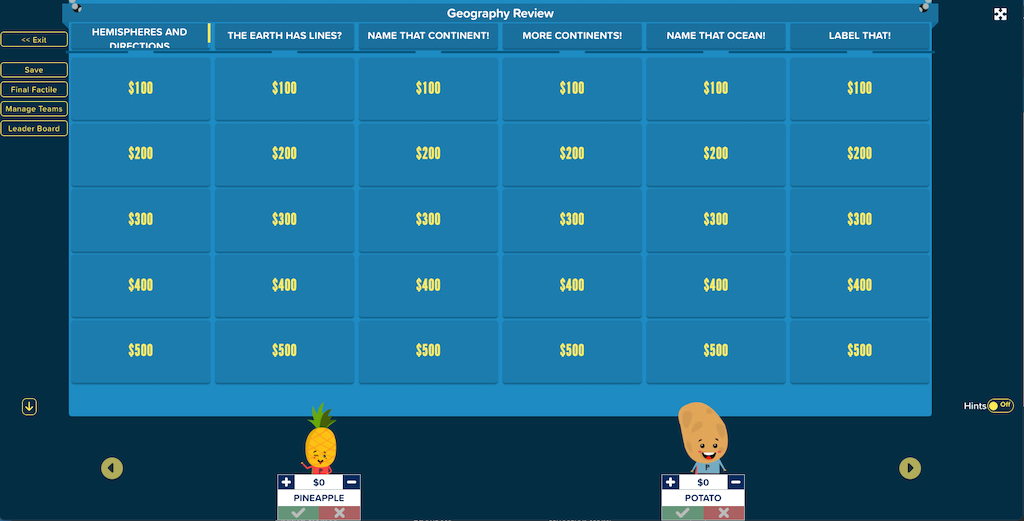 Geography Review
<< Exit
HEMISPHERES AND
DIRECTIONS
THE EARTH HAS LINES?
NAME THAT CONTINENT!
MORE CONTINENTS!
NAME THAT OCEAN!
LABEL THAT!
Save
Final Factile
Manage Teams
Leader Board
$100 $100 $100 $100 $100 $100
$200 $200 $200 $200 $200 $200
$300 $300 $300 $300 $300 $300
$400 $400 $400 $400 $400 $400
$500 $500 $500 $500 $500 $500
Hints Off
P
+ $0 −
PINEAPPLE
+ $0 −
POTATO